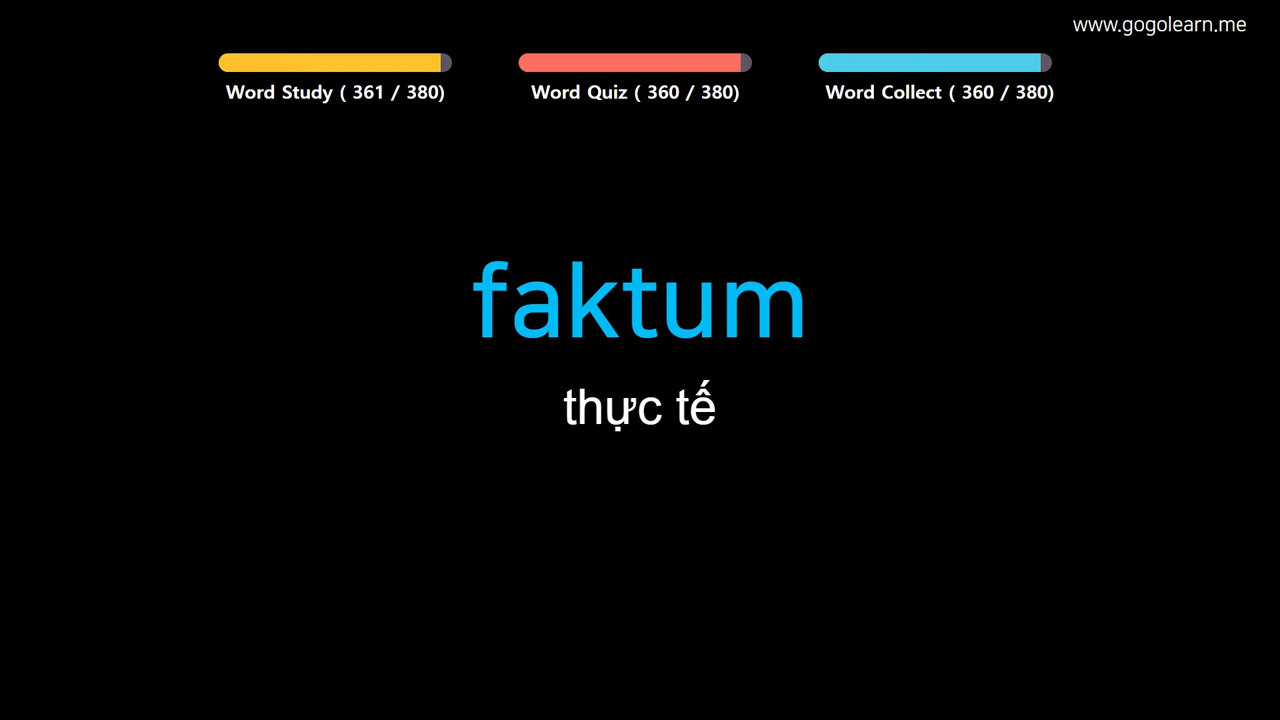 www.gogolearn.me
Word Study ( 361 / 380)
Word Quiz ( 360 / 380)
Word Collect ( 360 / 380)
faktum
thực tế